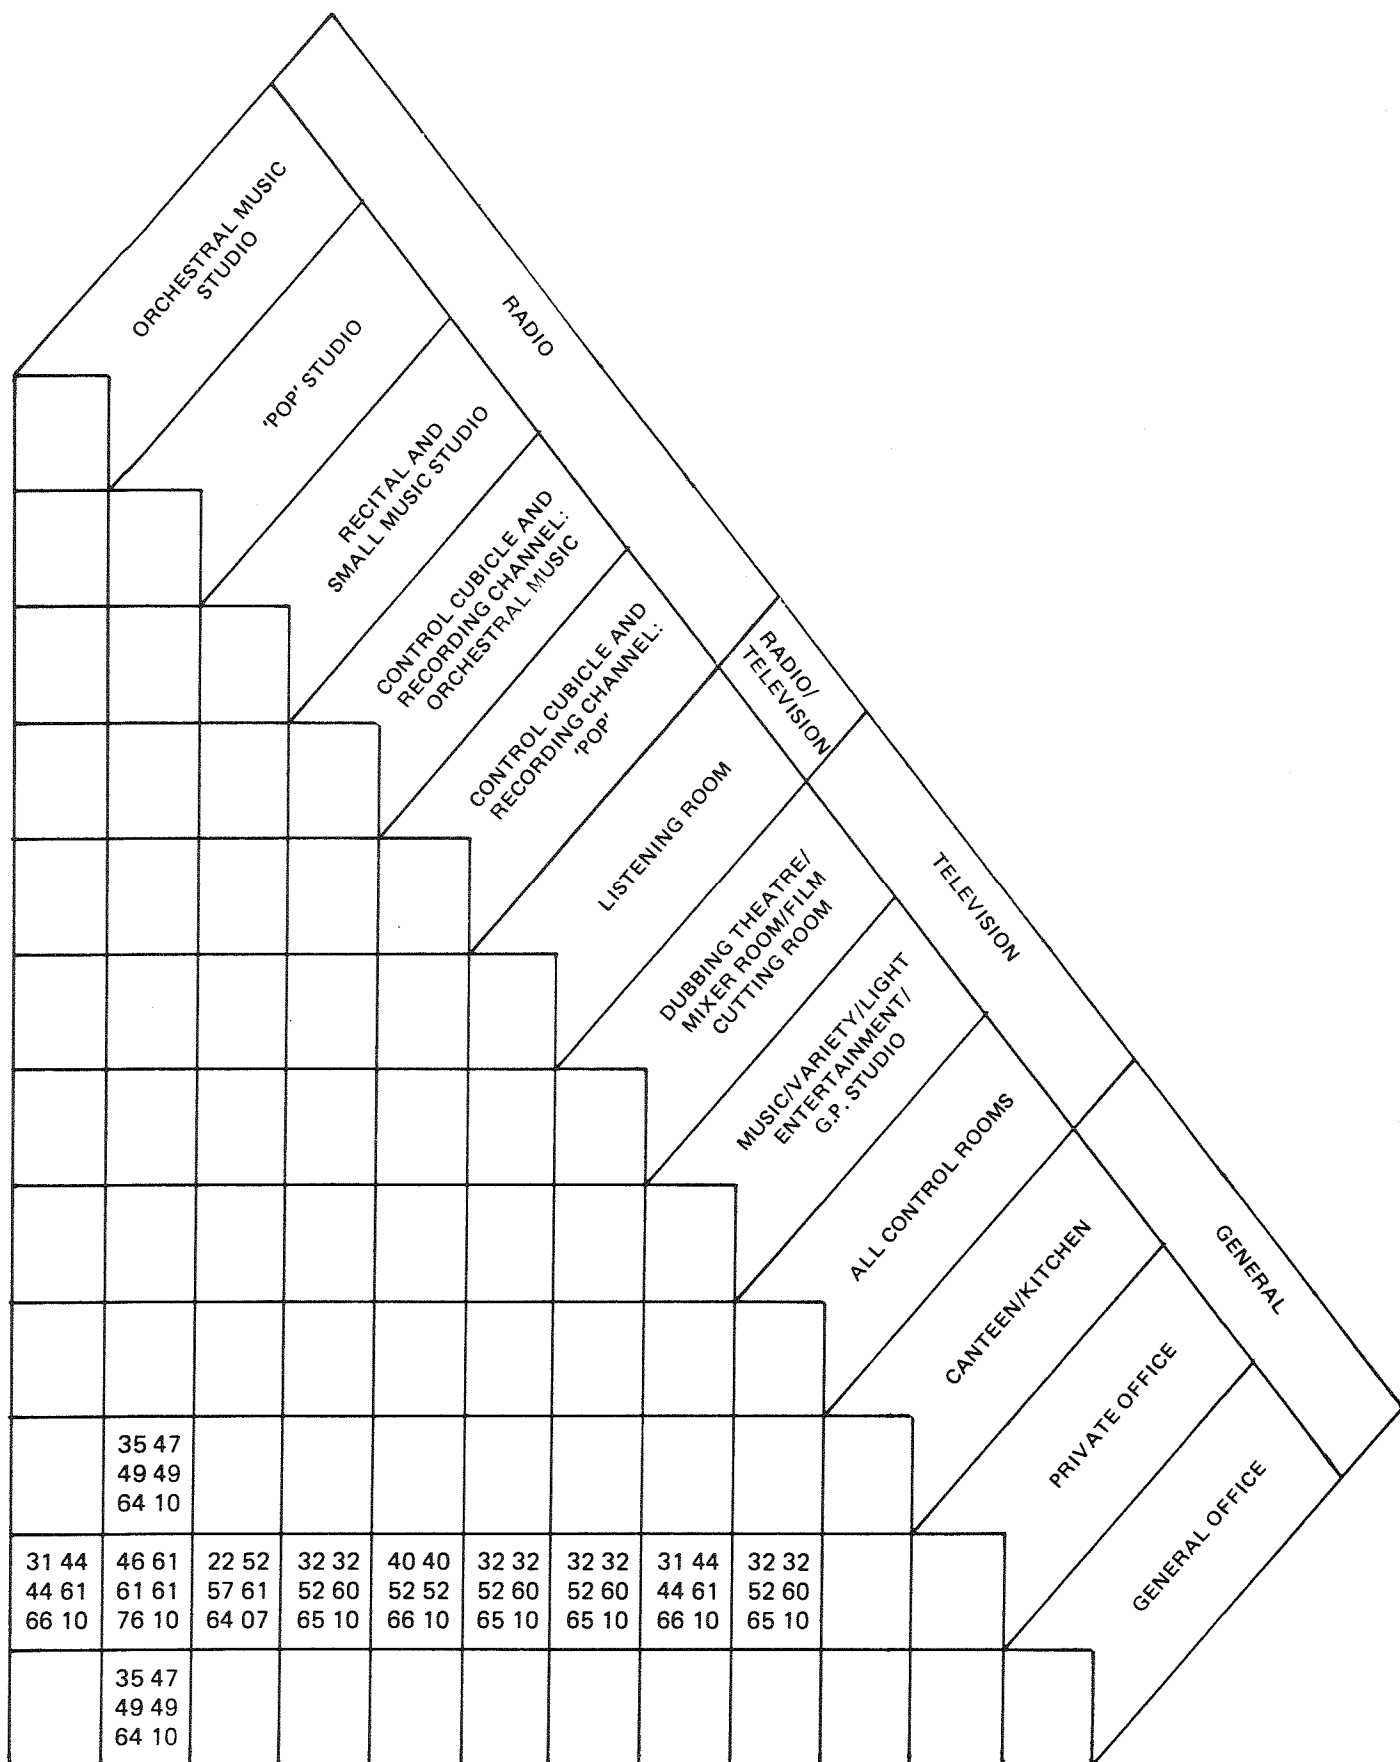 ORCHESTRAL MUSIC
STUDIO
'POP' STUDIO
RECITAL AND
SMALL MUSIC STUDIO
CONTROL CUBICLE AND
RECORDING CHANNEL:
ORCHESTRAL MUSIC
CONTROL CUBICLE AND
RECORDING CHANNEL:
'POP'
LISTENING ROOM
DUBBING THEATRE/
MIXER ROOM/FILM
CUTTING ROOM
MUSIC/VARIETY/LIGHT
ENTERTAINMENT/
G.P. STUDIO
ALL CONTROL ROOMS
CANTEEN/KITCHEN
PRIVATE OFFICE
GENERAL OFFICE
RADIO
RADIO/
TELEVISION
TELEVISION
GENERAL
35 47
49 49
64 10
31 44 46 61 22 52 32 32 40 40 32 32 32 32 31 44 32 32
44 61 61 61 57 61 52 60 52 52 52 60 52 60 44 61 52 60
66 10 76 10 64 07 65 10 66 10 65 10 65 10 66 10 65 10
35 47
49 49
64 10